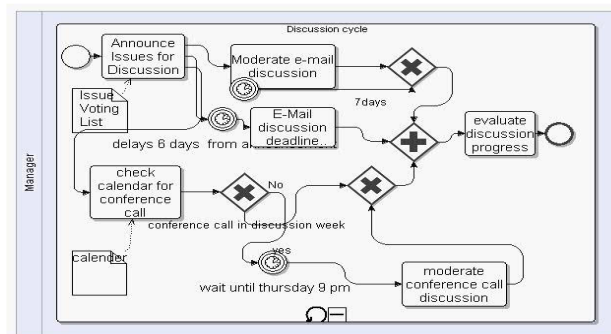 Discussion cycle
Manager
Announce
Issues for
Discussion
Moderate e-mail
discussion
7days
Issue
Voting
List
E-Mail
discussion
deadline..
delays 6 days from
evaluate
discussion
progress
check
calendar for
conference
call
No
conference call in discussion week
calender
yes
wait until thursday 9 pm
moderate
conference call
discussion